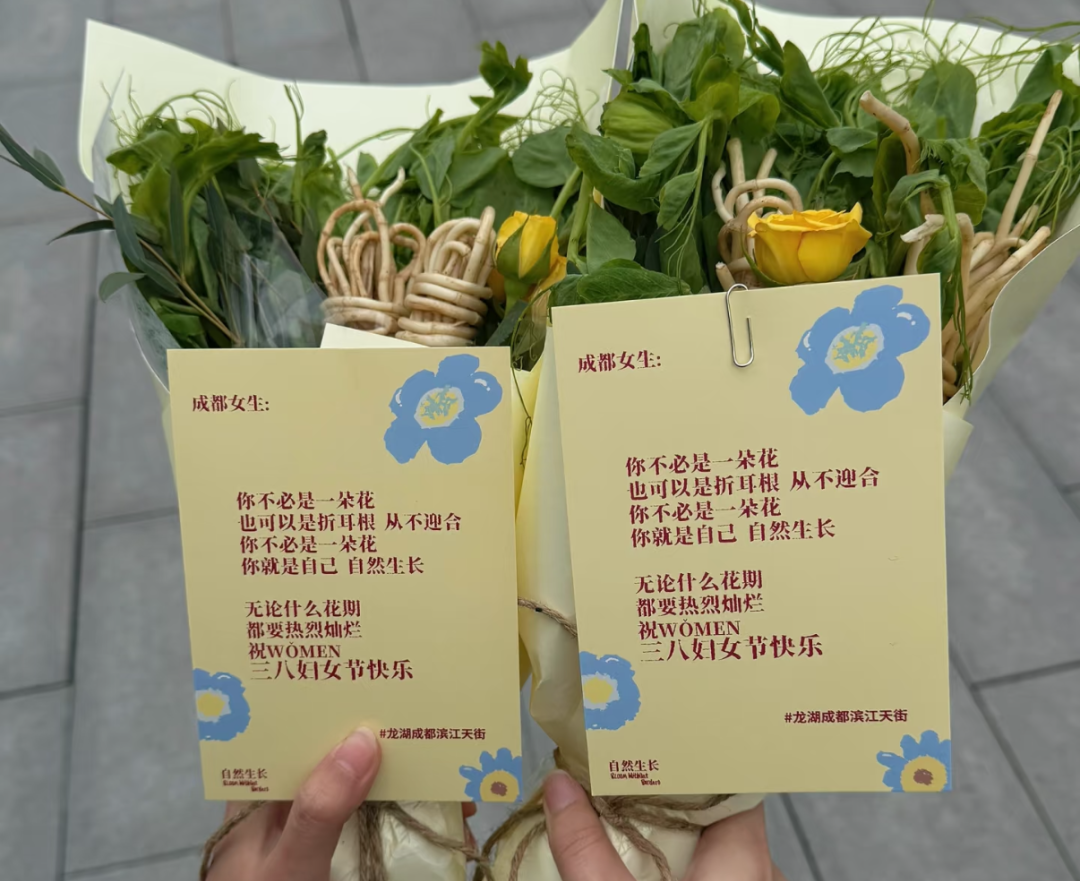 成都女生:
你不必是一朵花
也可以是折耳根 从不迎合
你不必是一朵花
你就是自己 自然生长
无论什么花期
都要热烈灿烂
祝WǑMEN
三八妇女节快乐
#龙湖成都滨江天街
自然生长
成都女生:
你不必是一朵花
也可以是折耳根 从不迎合
你不必是一朵花
你就是自己 自然生长
无论什么花期
都要热烈灿烂
祝WǑMEN
三八妇女节快乐
#龙湖成都滨江天街
自然生长